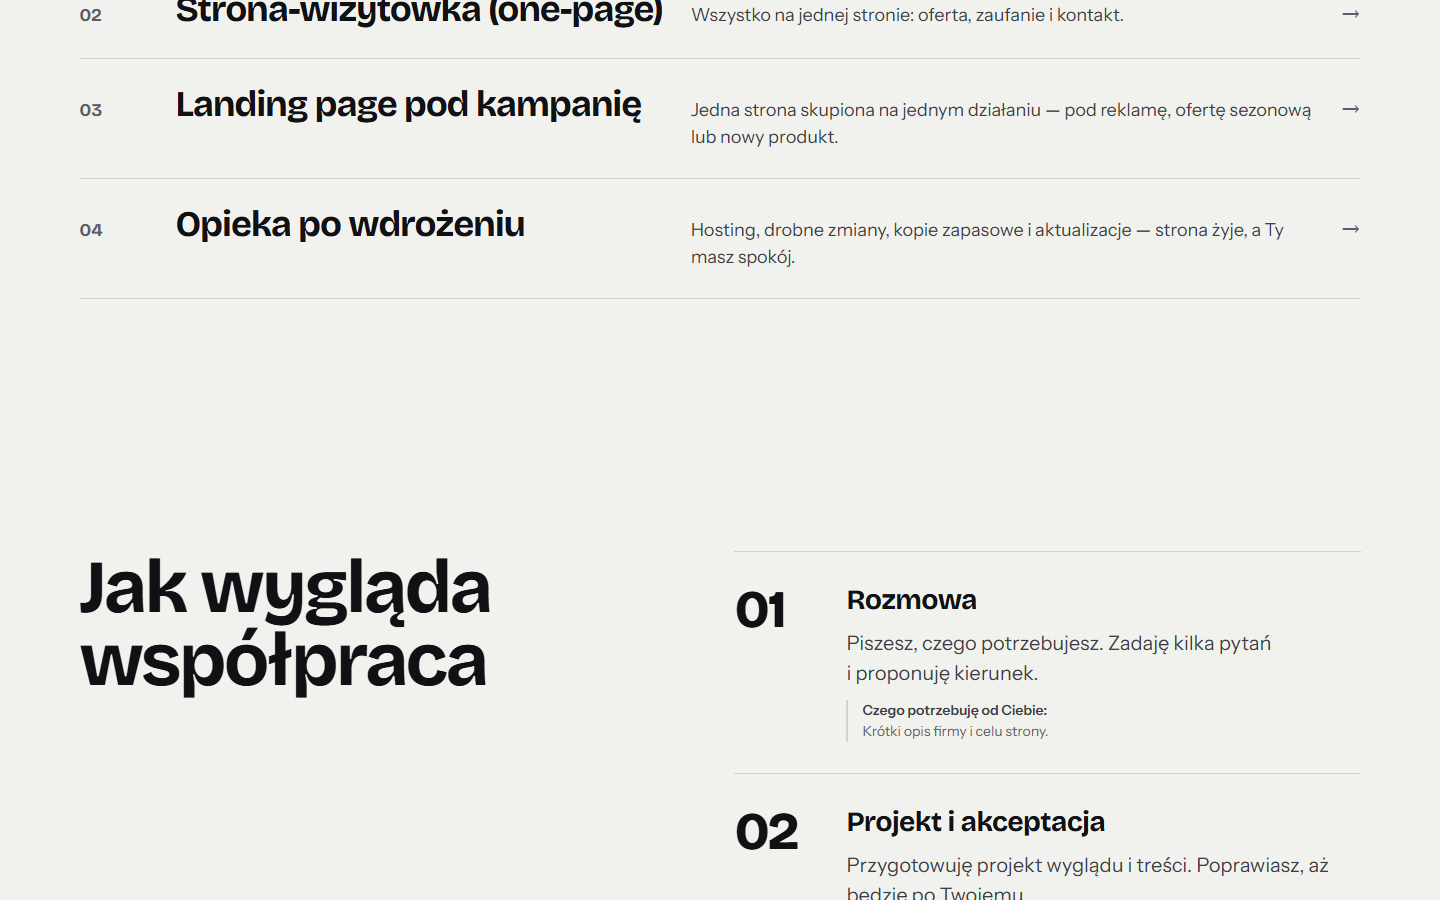 02 Strona-wizytówka (one-page) Wszystko na jednej stronie: oferta, zaufanie i kontakt. →
03 Landing page pod kampanię Jedna strona skupiona na jednym działaniu — pod reklamę, ofertę sezonową →
lub nowy produkt.
04 Opieka po wdrożeniu Hosting, drobne zmiany, kopie zapasowe i aktualizacje — strona żyje, a Ty →
masz spokój.
Jak wygląda
współpraca
01 Rozmowa
Piszesz, czego potrzebujesz. Zadaję kilka pytań
i proponuję kierunek.
Czego potrzebuję od Ciebie:
Krótki opis firmy i celu strony.
02 Projekt i akceptacja
Przygotowuję projekt wyglądu i treści. Poprawiasz, aż
będzie po Twojemu